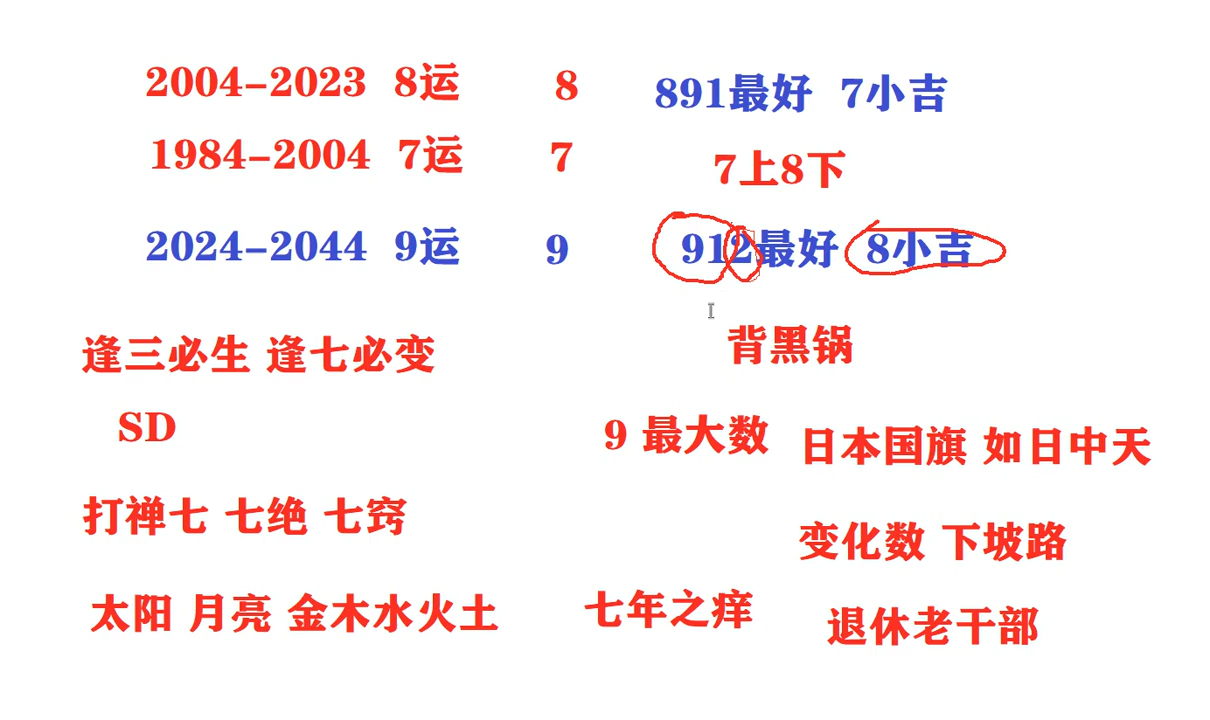 2004-2023 8运 8 891最好 7小吉
1984-2004 7运 7 7上8下
2024-2044 9运 9 912最好 8小吉
逢三必生 逢七必变 背黑锅
SD 9 最大数 日本国旗 如日中天
打禅七 七绝 七窍 变化数 下坡路
太阳 月亮 金木水火土 七年之痒 退休老干部